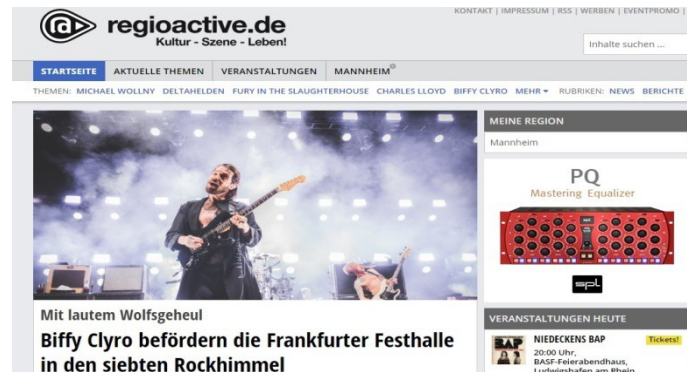 KONTAKT | IMPRESSUM | RSS | WERBEN | EVENTPROMO |
regioactive.de
Kultur - Szene - Leben!
Inhalte suchen ...
STARTSEITE AKTUELLE THEMEN VERANSTALTUNGEN MANNHEIM
THEMEN: MICHAEL WOLLNY DELTAHELDEN FURY IN THE SLAUGHTERHOUSE CHARLES LLOYD BIFFY CLYRO MEHR RUBRIKEN: NEWS BERICHTE
MEINE REGION
Mannheim
PQ
Mastering Equalizer
spl
Mit lautem Wolfsgeheul
Biffy Clyro befördern die Frankfurter Festhalle
in den siebten Rockhimmel
VERANSTALTUNGEN HEUTE
BAP
NIEDECKENS BAP Tickets!
20:00 Uhr,
BASF-Feierabendhaus,
Ludwigshafen am Rhein